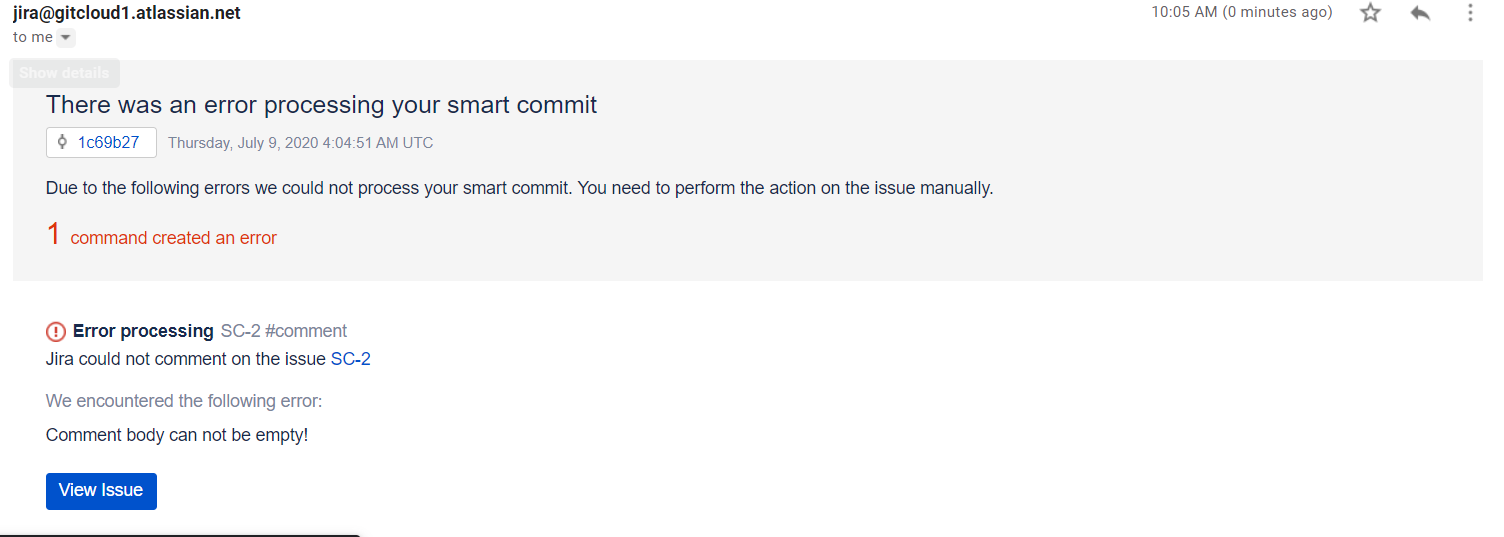 jira@gitcloud1.atlassian.net
10:05 AM (0 minutes ago)
to me
Show details
There was an error processing your smart commit
1c69b27 Thursday, July 9, 2020 4:04:51 AM UTC
Due to the following errors we could not process your smart commit. You need to perform the action on the issue manually.
1 command created an error
Error processing SC-2 #comment
Jira could not comment on the issue SC-2
We encountered the following error:
Comment body can not be empty!
View Issue